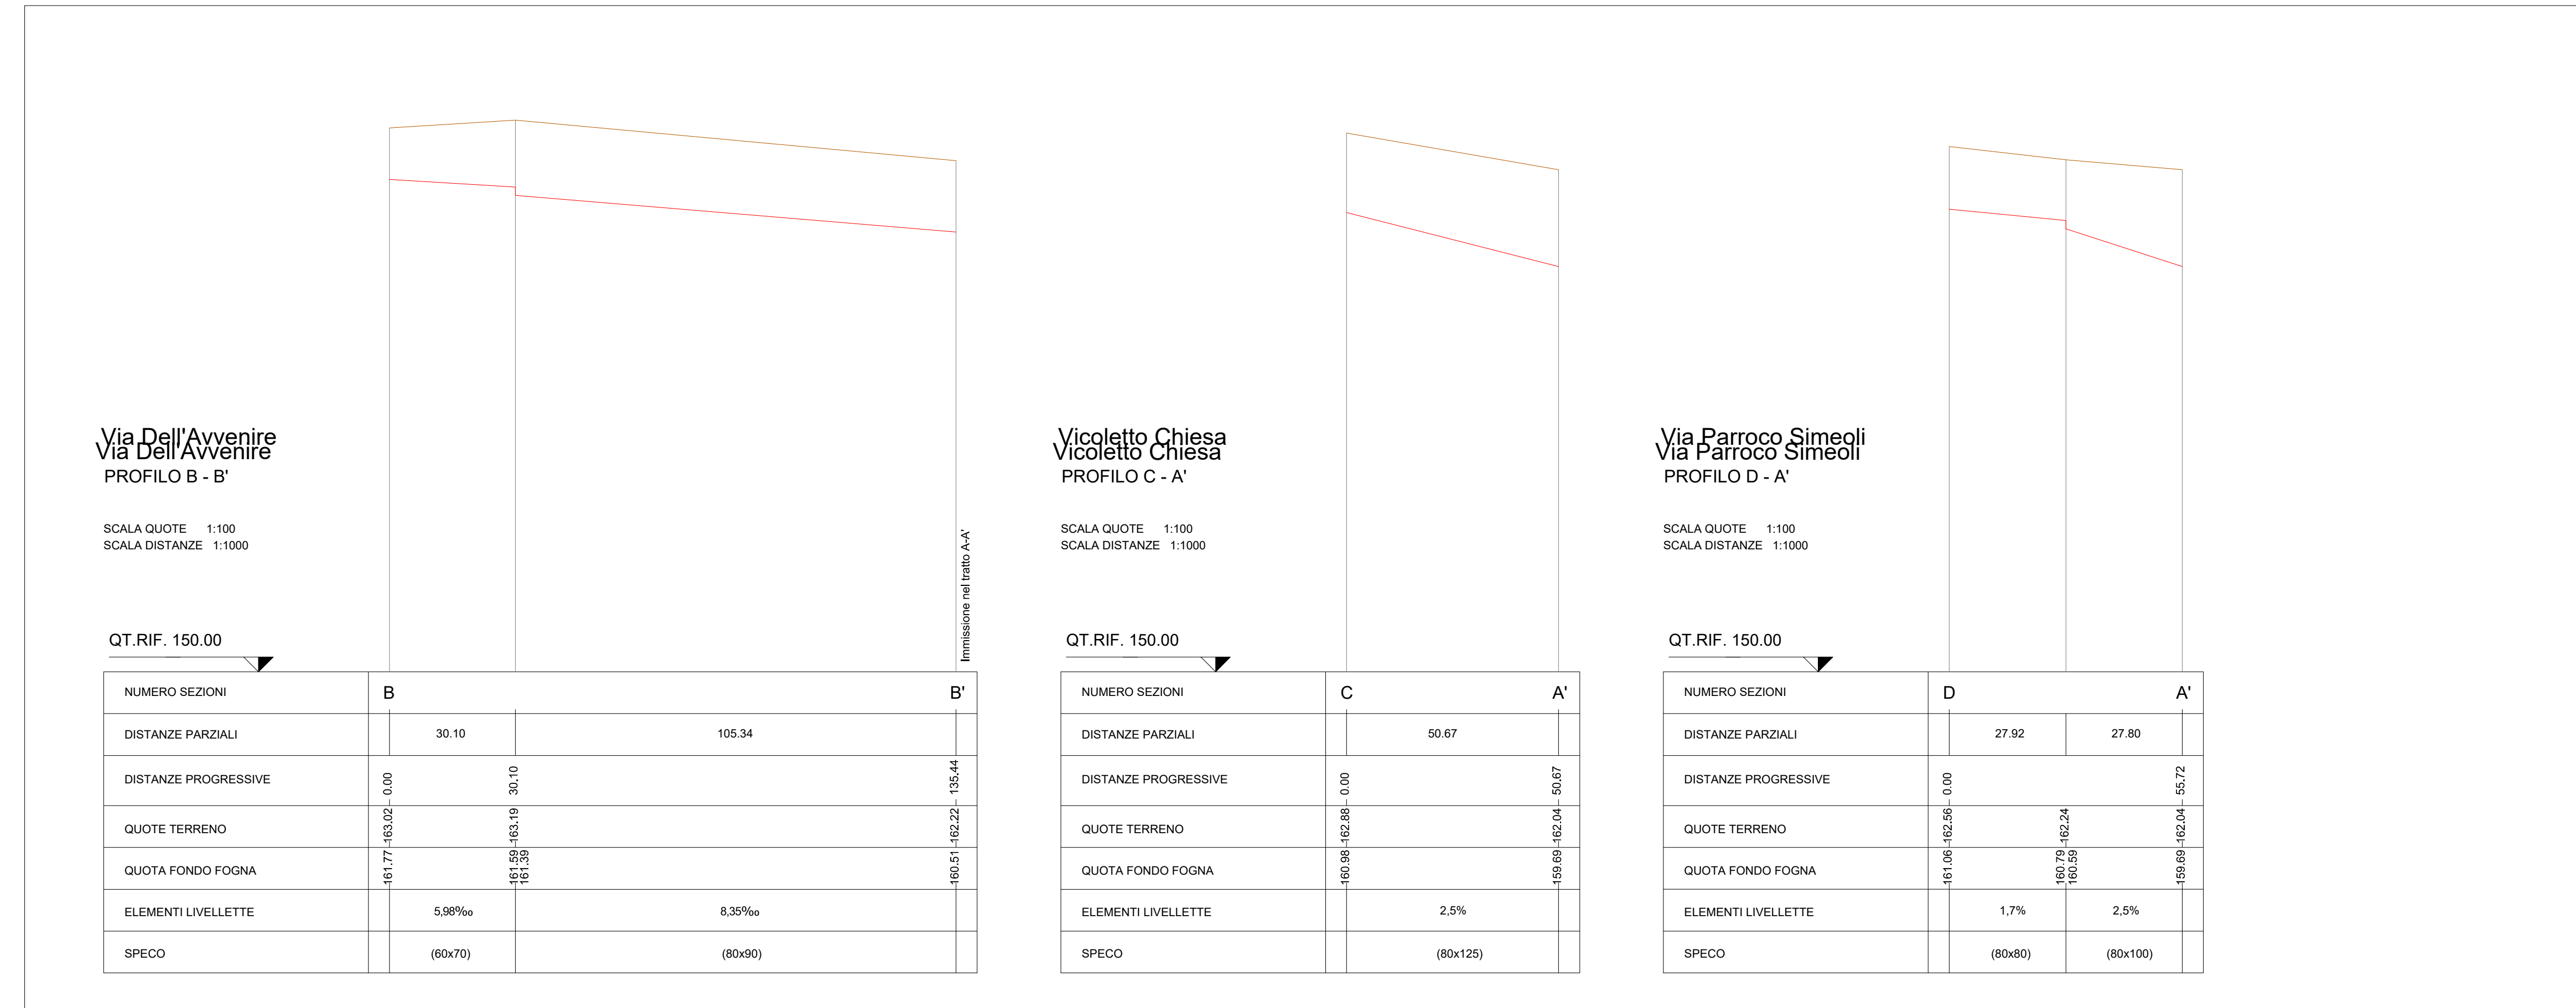 Via Dell'Avvenire
Via Dell'Avvenire
PROFILO B - B'
SCALA QUOTE 1:100
SCALA DISTANZE 1:1000
Immissione nel tratto A-A'
QT.RIF. 150.00
NUMERO SEZIONI B B'
DISTANZE PARZIALI 30.10 105.34
DISTANZE PROGRESSIVE 0.00 30.10 135.44
QUOTE TERRENO 163.02 163.19 162.22
QUOTA FONDO FOGNA 161.77 161.59 161.39 160.51
ELEMENTI LIVELLETTE 5,98‰ 8,35‰
SPECO (60x70) (80x90)
Vicoletto Chiesa
Vicoletto Chiesa
PROFILO C - A'
SCALA QUOTE 1:100
SCALA DISTANZE 1:1000
QT.RIF. 150.00
NUMERO SEZIONI C A'
DISTANZE PARZIALI 50.67
DISTANZE PROGRESSIVE 0.00 50.67
QUOTE TERRENO 162.88 162.04
QUOTA FONDO FOGNA 160.98 159.69
ELEMENTI LIVELLETTE 2,5%
SPECO (80x125)
Via Parroco Simeoli
Via Parroco Simeoli
PROFILO D - A'
SCALA QUOTE 1:100
SCALA DISTANZE 1:1000
QT.RIF. 150.00
NUMERO SEZIONI D A'
DISTANZE PARZIALI 27.92 27.80
DISTANZE PROGRESSIVE 0.00 55.72
QUOTE TERRENO 162.56 162.24 162.04
QUOTA FONDO FOGNA 161.06 160.79 160.59 159.69
ELEMENTI LIVELLETTE 1,7% 2,5%
SPECO (80x80) (80x100)